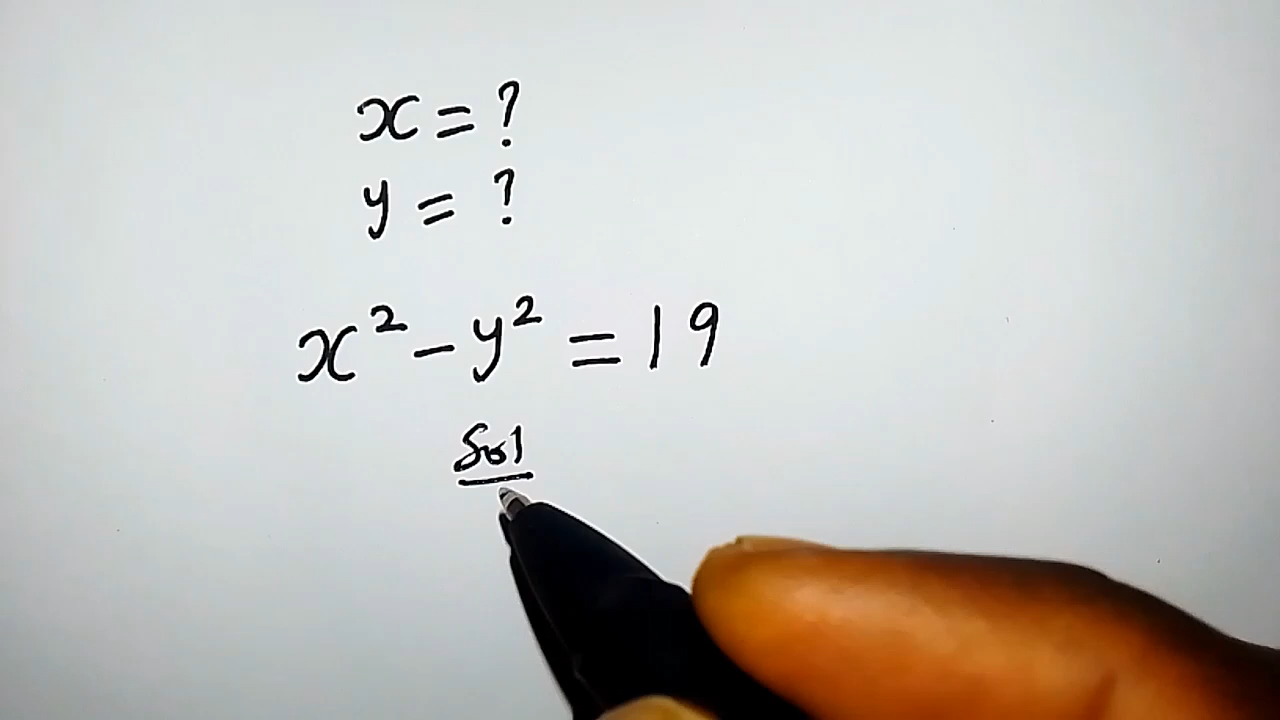 x = ?
y = ?
x² - y² = 19
Sol